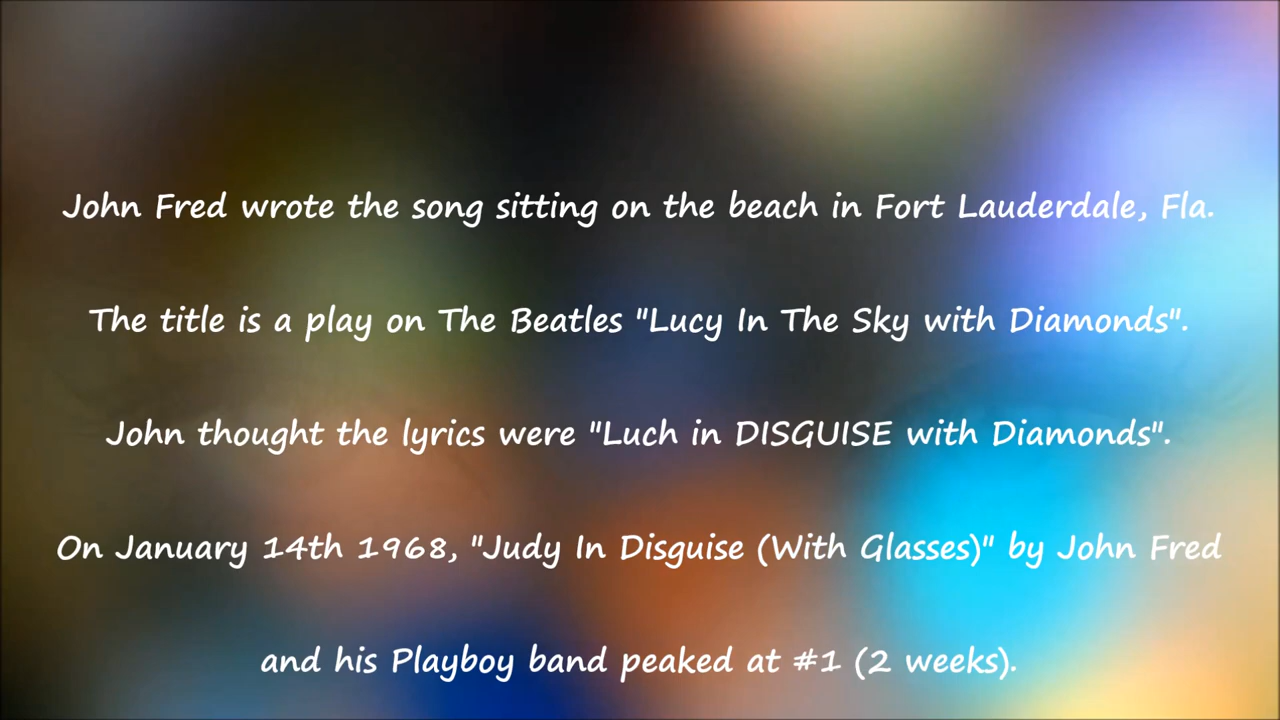 John Fred wrote the song sitting on the beach in Fort Lauderdale, Fla.
The title is a play on The Beatles "Lucy In The Sky with Diamonds".
John thought the lyrics were "Luch in DISGUISE with Diamonds".
On January 14th 1968, "Judy In Disguise (With Glasses)" by John Fred
and his Playboy band peaked at #1 (2 weeks).